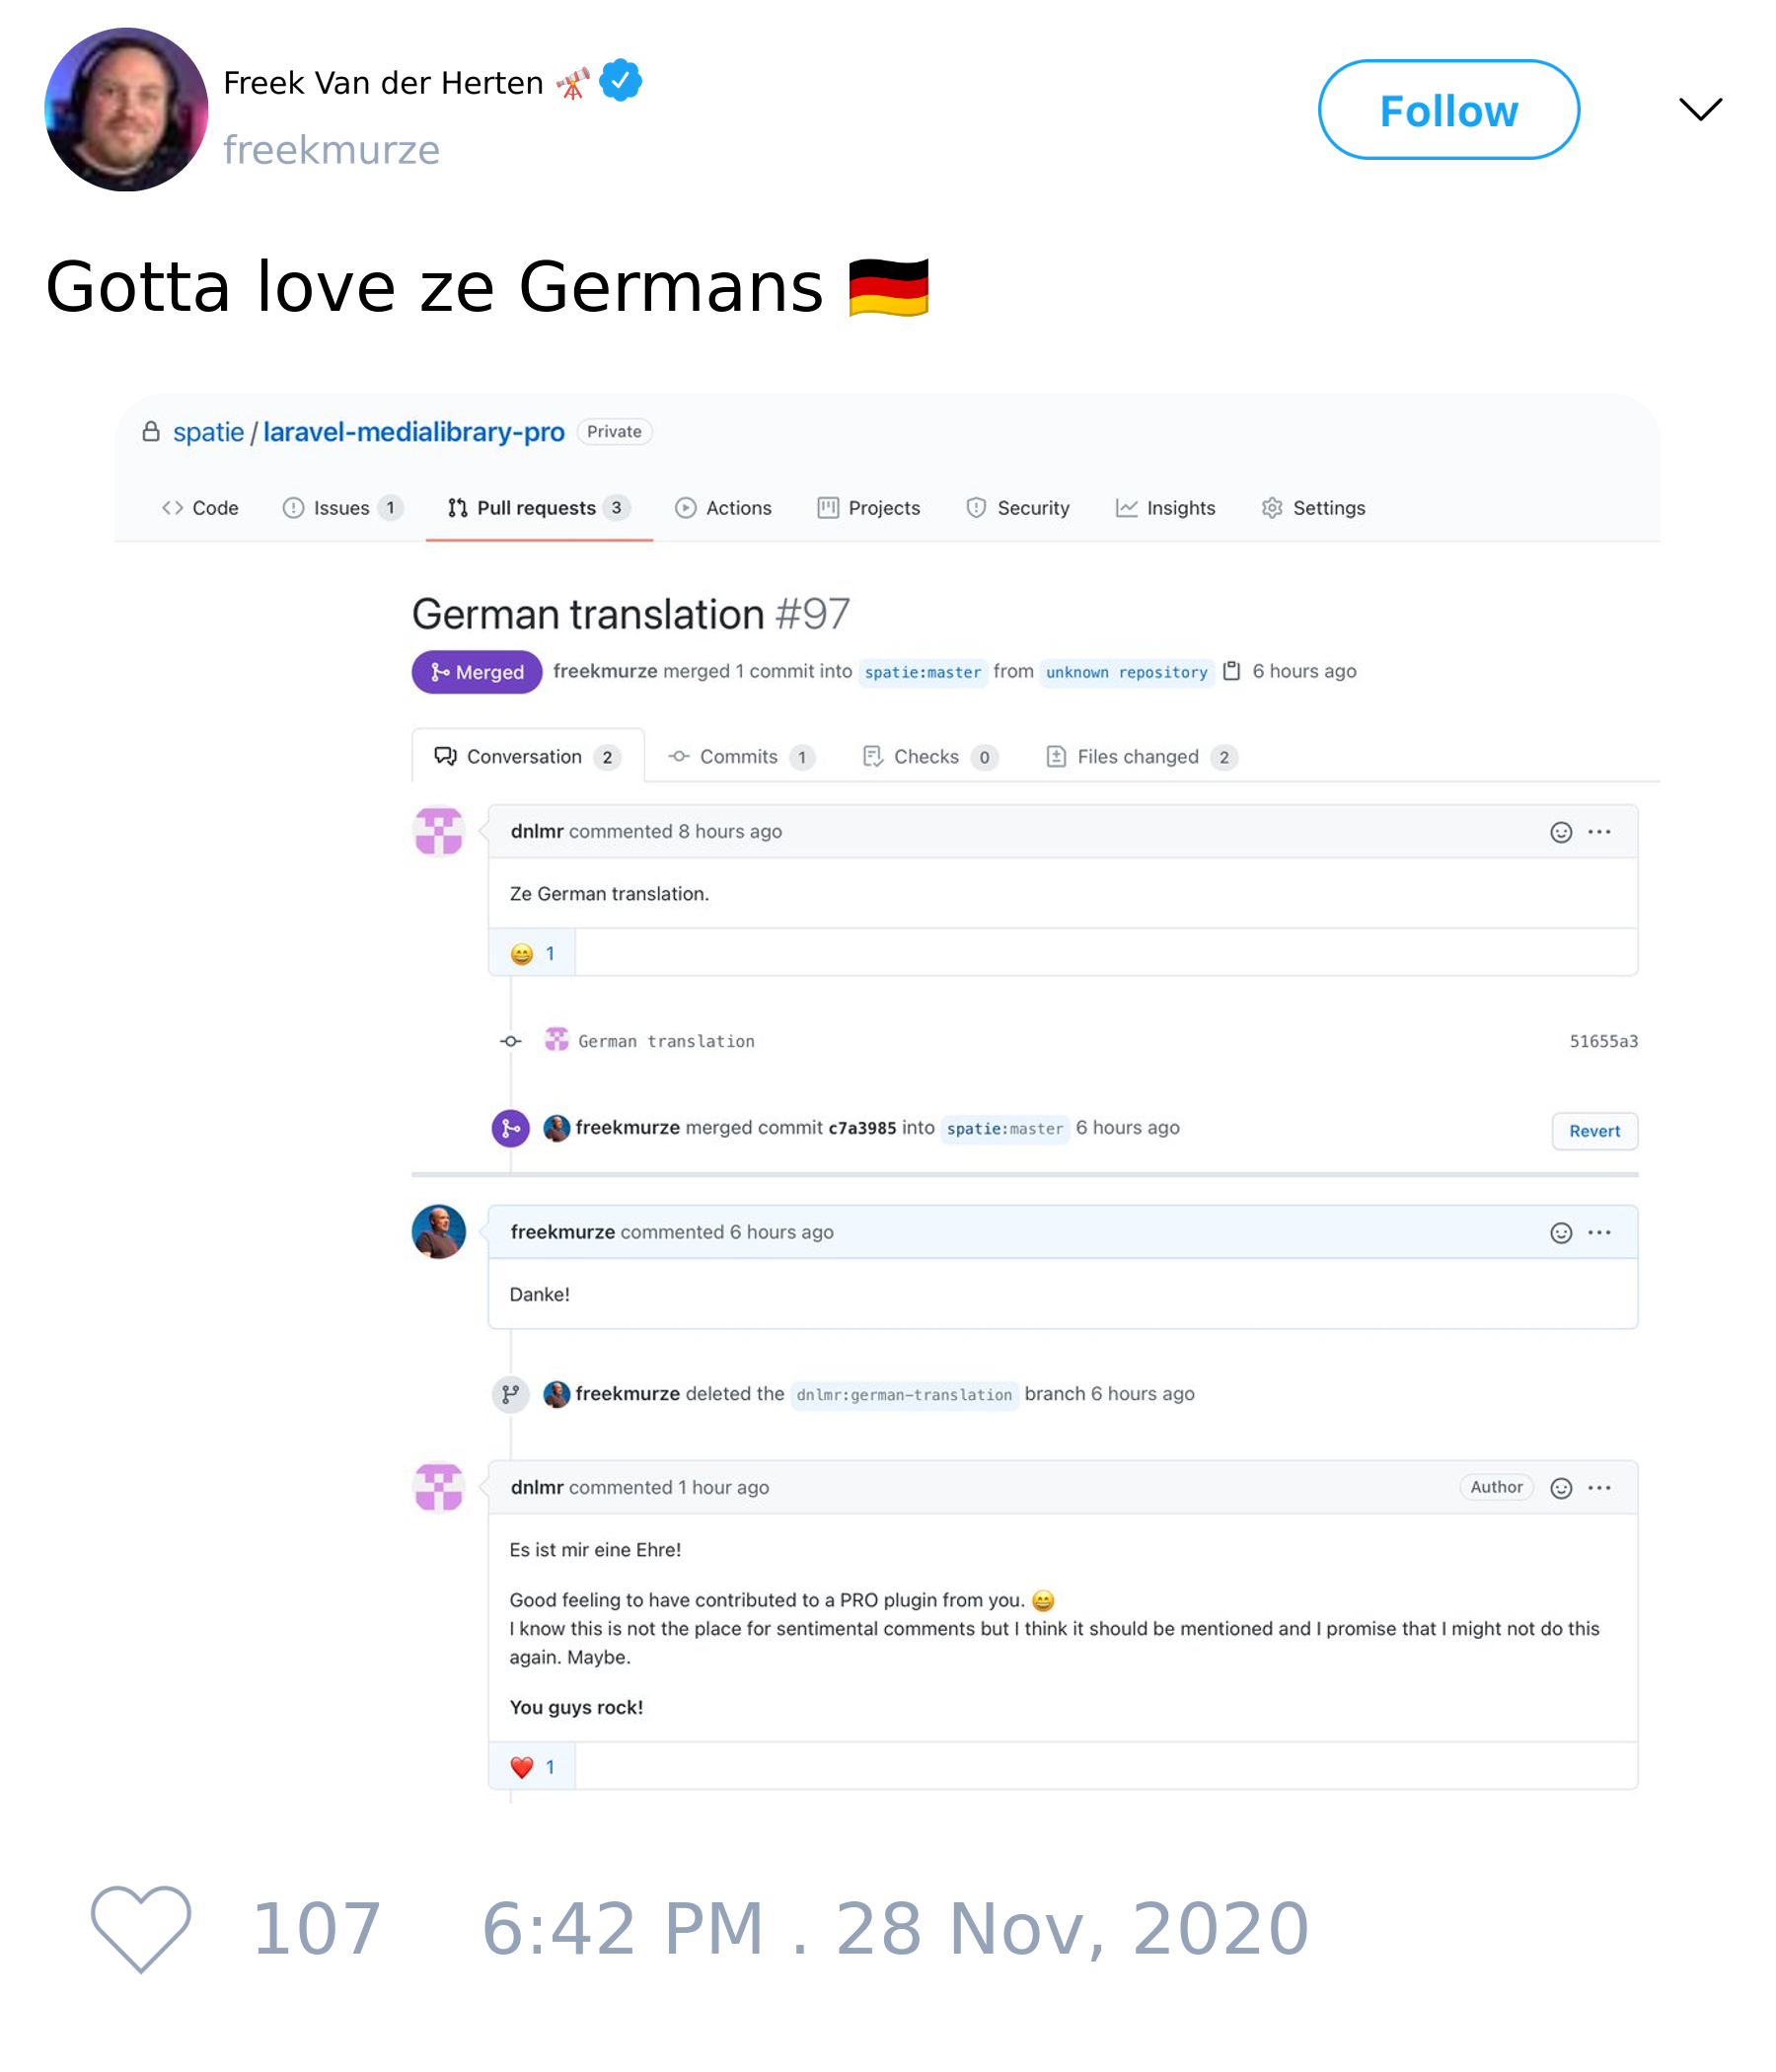 Freek Van der Herten 🔭
freekmurze
Follow
Gotta love ze Germans 🇩🇪
spatie / laravel-medialibrary-pro Private
Code Issues 1 Pull requests 3 Actions Projects Security Insights Settings
German translation #97
Merged freekmurze merged 1 commit into spatie:master from unknown repository 6 hours ago
Conversation 2 Commits 1 Checks 0 Files changed 2
dnlmr commented 8 hours ago
Ze German translation.
😄 1
German translation 51655a3
freekmurze merged commit c7a3985 into spatie:master 6 hours ago Revert
freekmurze commented 6 hours ago
Danke!
freekmurze deleted the dnlmr:german-translation branch 6 hours ago
dnlmr commented 1 hour ago Author
Es ist mir eine Ehre!
Good feeling to have contributed to a PRO plugin from you. 😄
I know this is not the place for sentimental comments but I think it should be mentioned and I promise that I might not do this
again. Maybe.
You guys rock!
❤️ 1
107 6:42 PM . 28 Nov, 2020